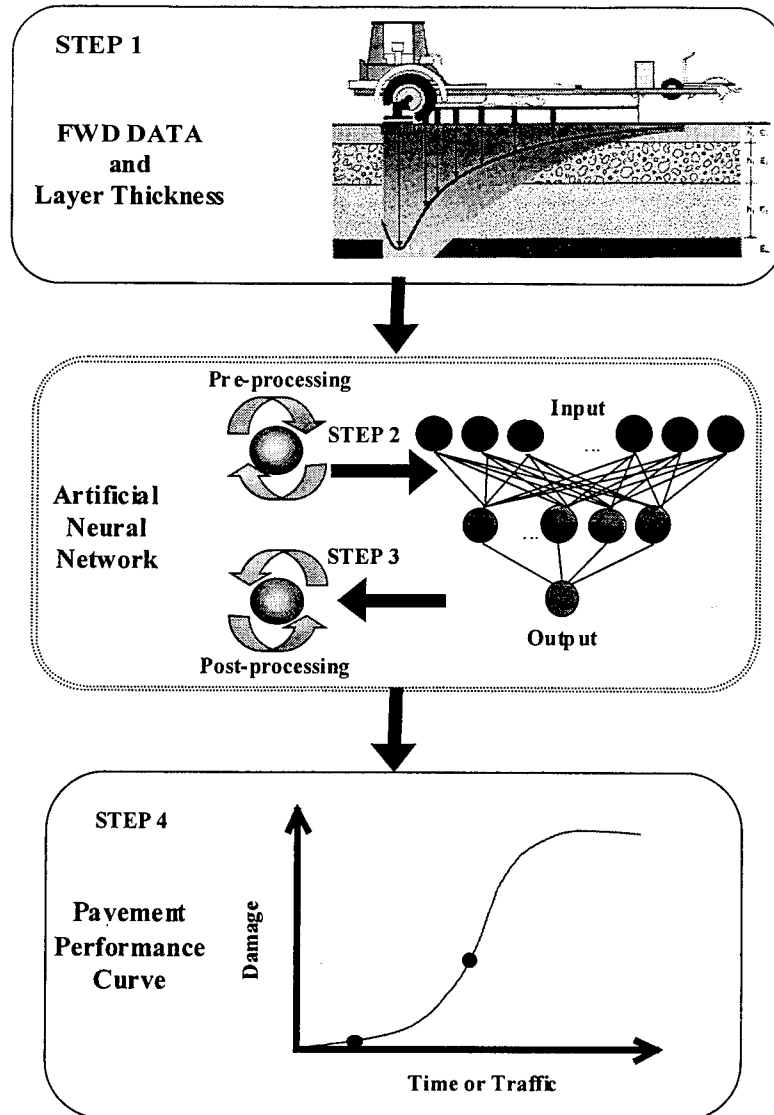 STEP 1
FWD DATA
and
Layer Thickness
Pre-processing
STEP 2
Input
...
Artificial
Neural
Network
...
STEP 3
Output
Post-processing
STEP 4
Pavement
Performance
Curve
Damage
Time or Traffic